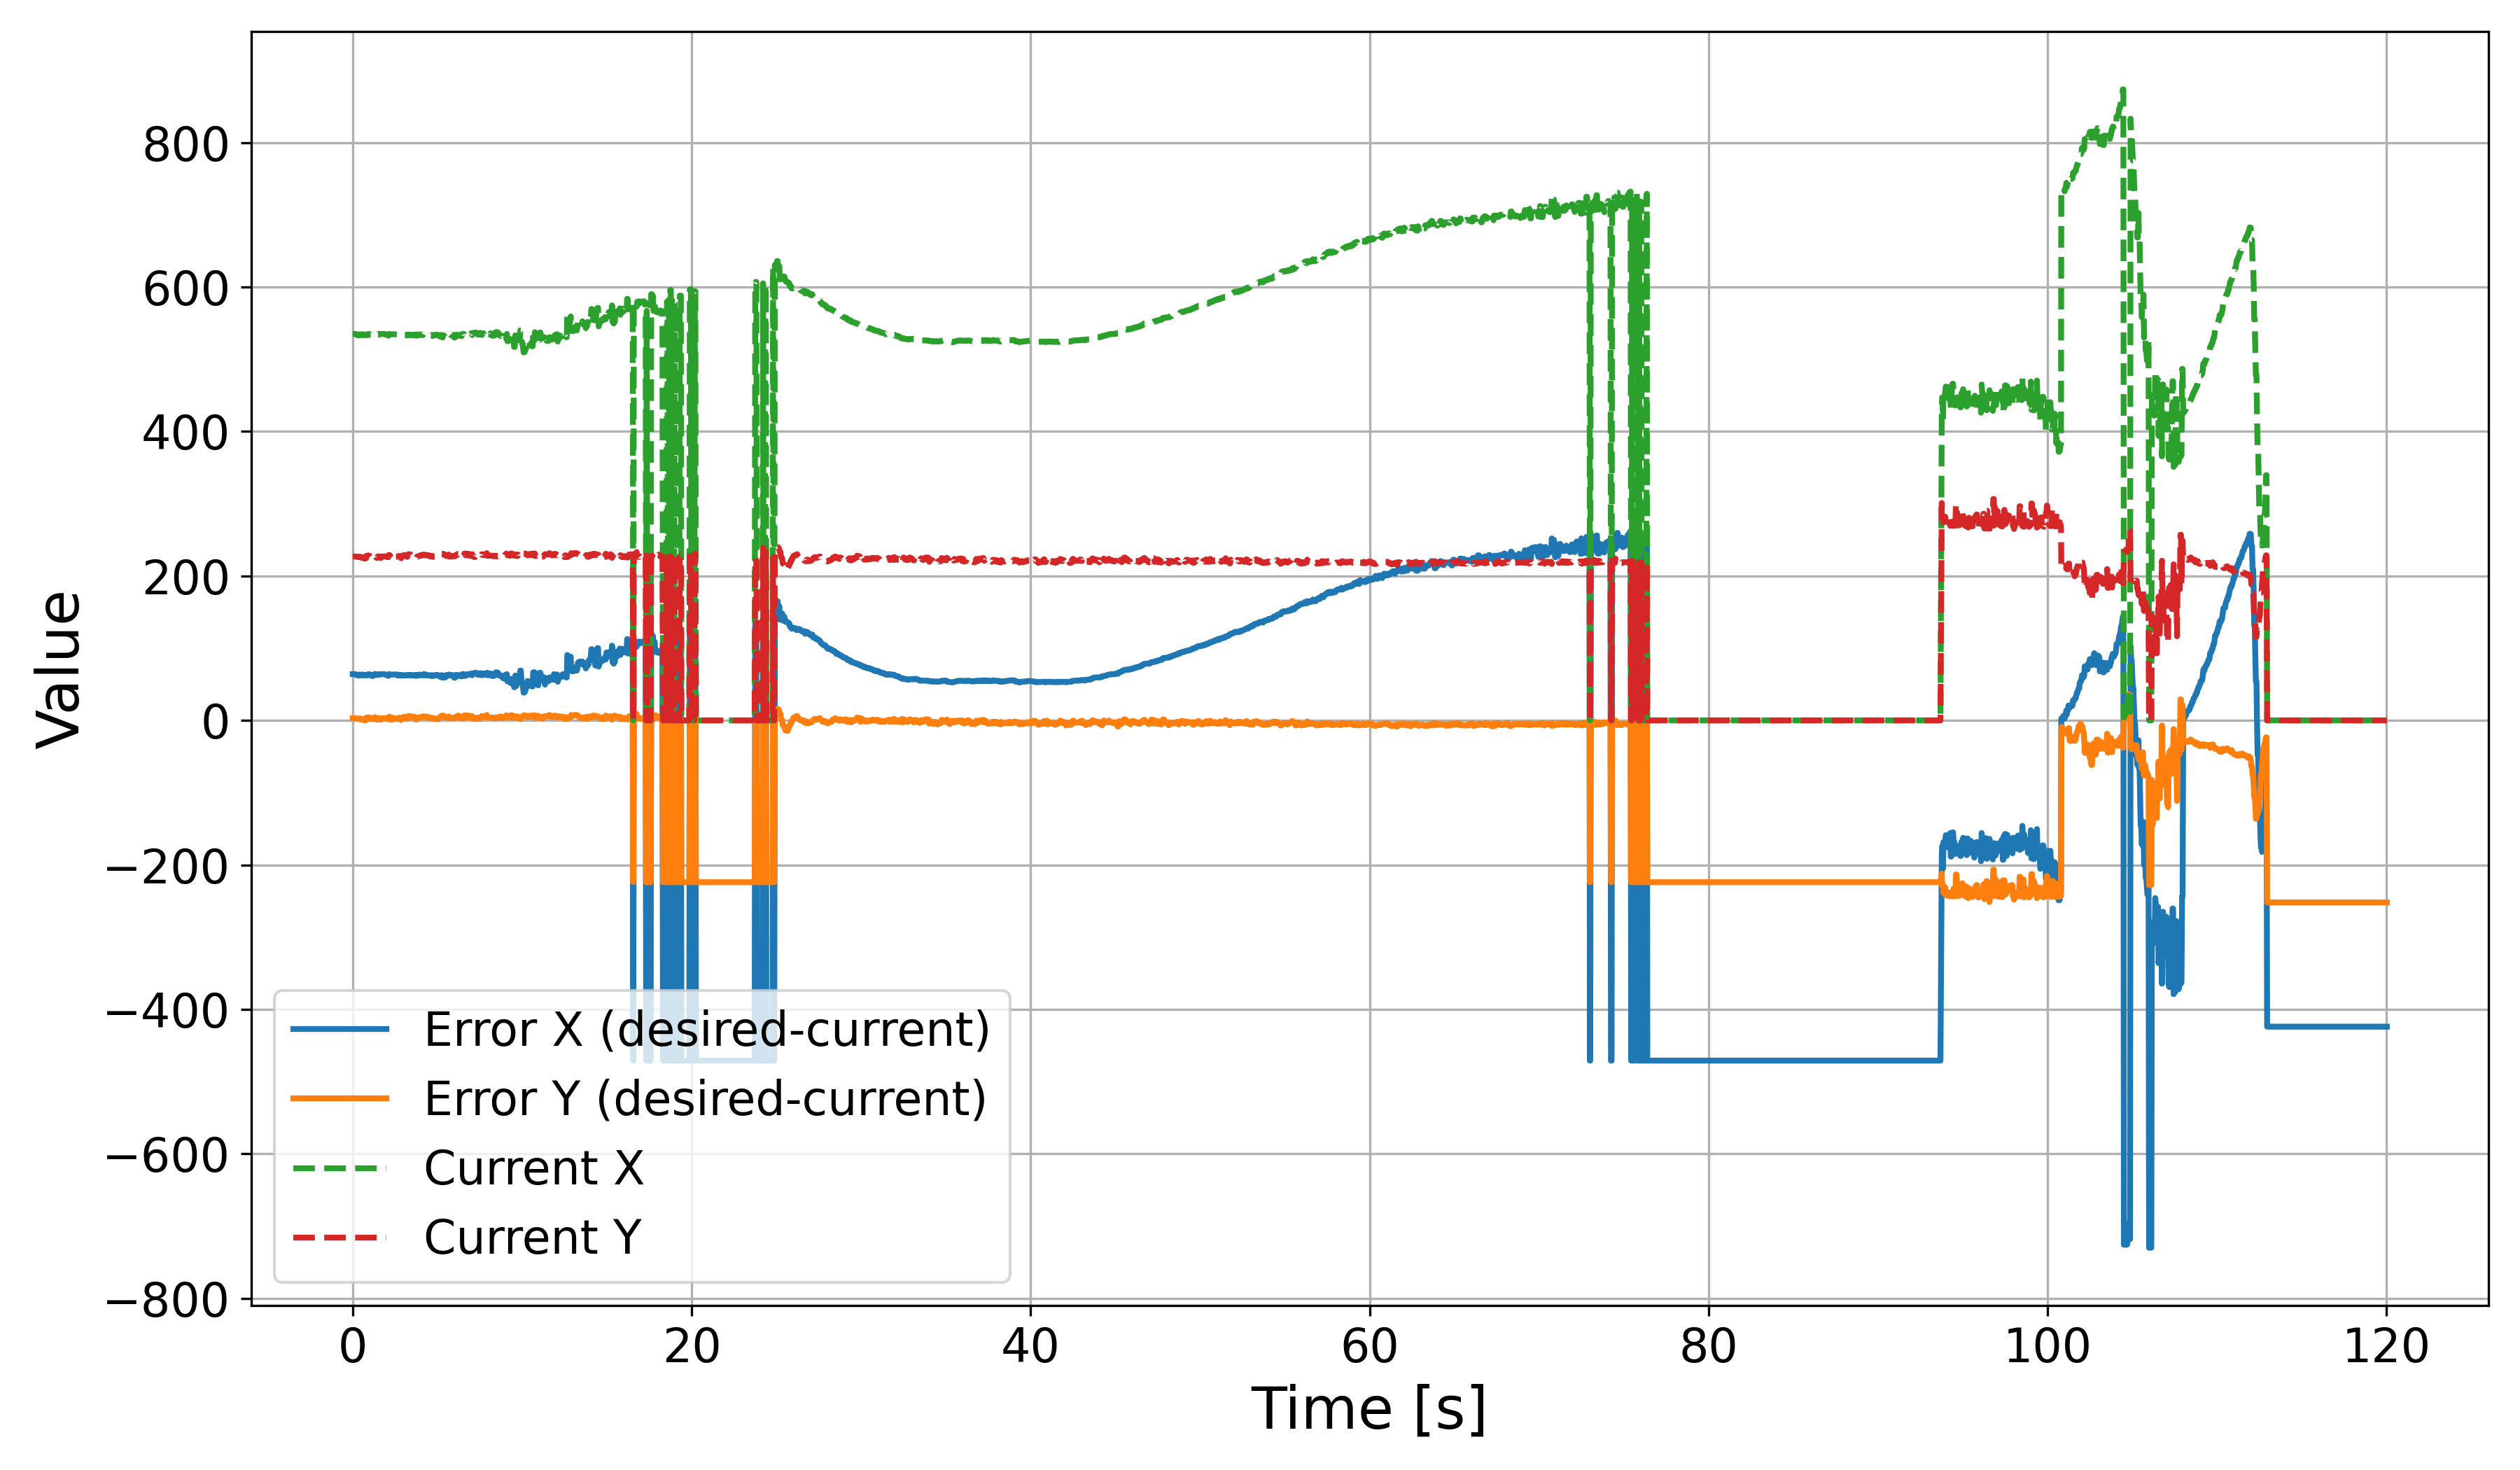 Value
800
600
400
200
0
−200
−400
−600
−800
Error X (desired-current)
Error Y (desired-current)
Current X
Current Y
0 20 40 60 80 100 120
Time [s]